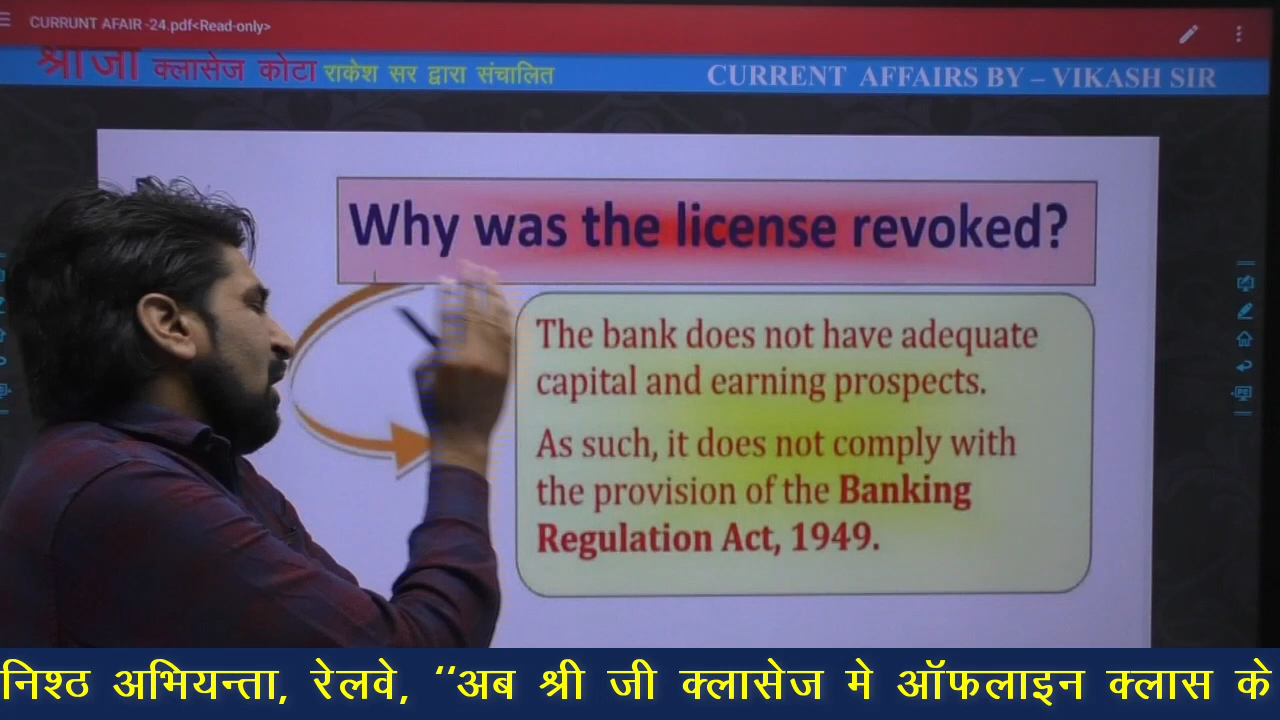 CURRUNT AFAIR -24.pdf<Read-only>
श्राजा क्लासेज कोटा राकेश सर द्वारा संचालित CURRENT AFFAIRS BY – VIKASH SIR
Why was the license revoked?
The bank does not have adequate
capital and earning prospects.
As such, it does not comply with
the provision of the Banking
Regulation Act, 1949.
निश्ठ अभियन्ता, रेलवे, ‘‘अब श्री जी क्लासेज मे ऑफलाइन क्लास के